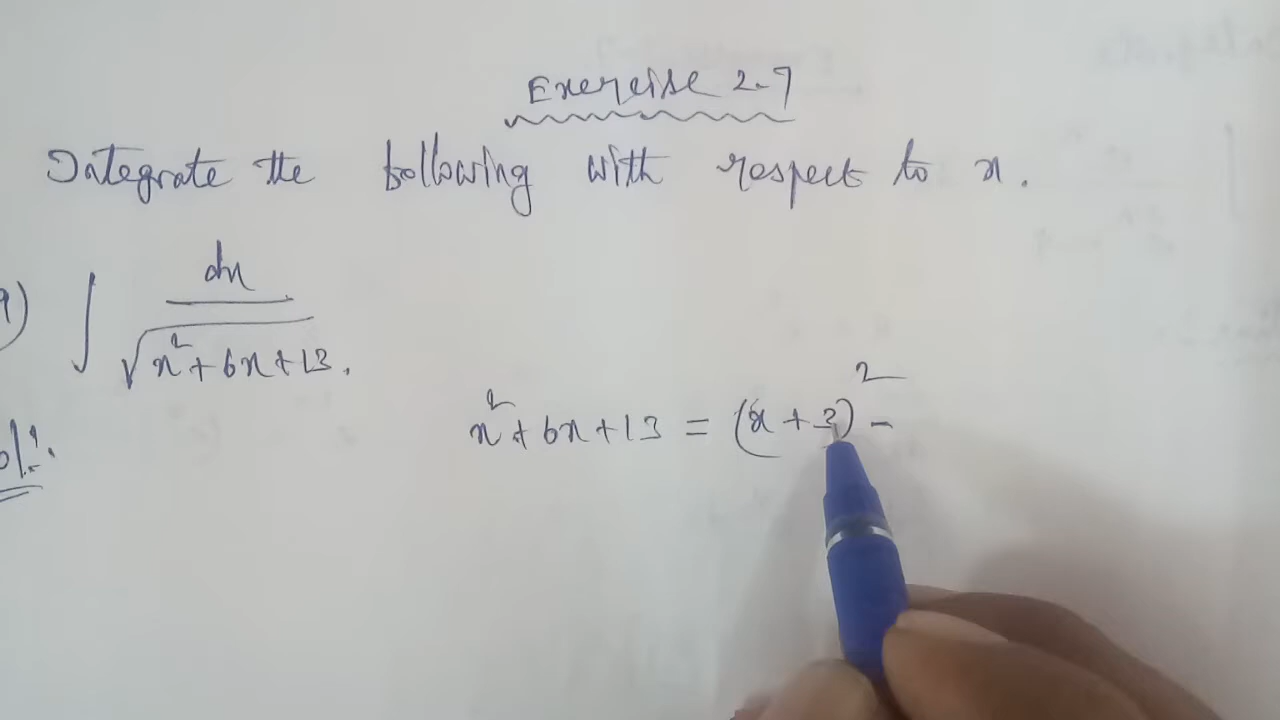 Exercise 2.7
Integrate the following with respect to x.
9) ∫ dx / √(x² + 6x + 13).
x² + 6x + 13 = (x + 3)² -
Sol: